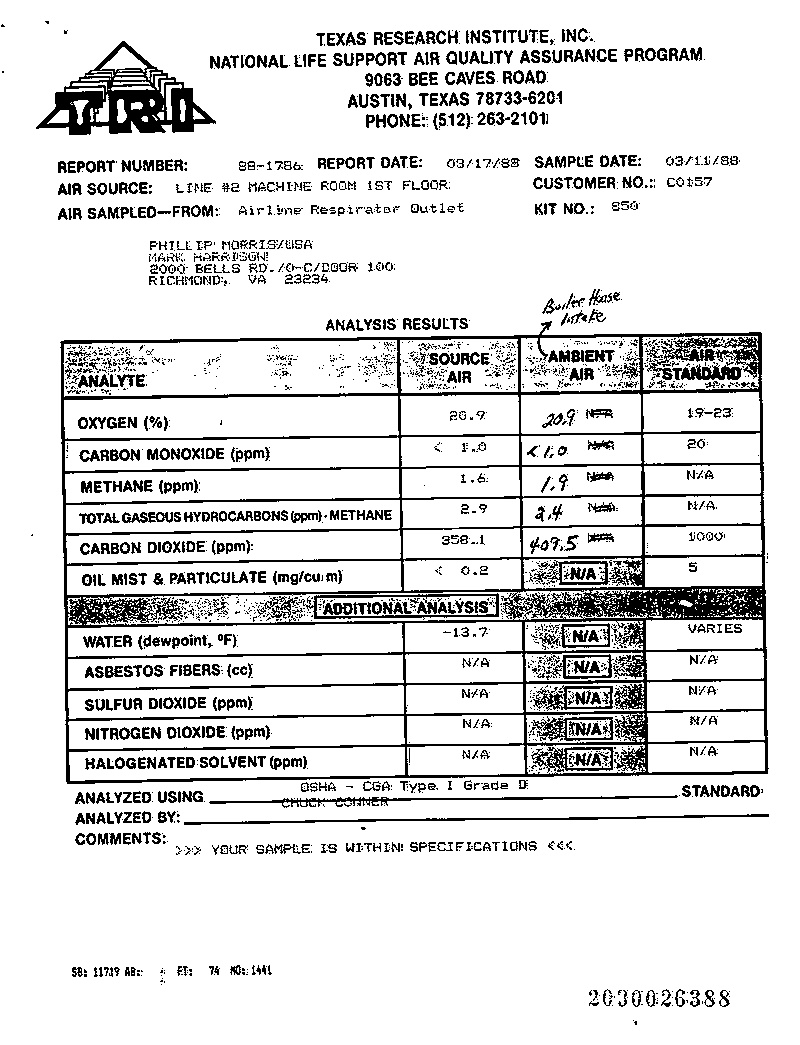 TEXAS RESEARCH INSTITUTE, INC.
NATIONAL LIFE SUPPORT AIR QUALITY ASSURANCE PROGRAM
9063 BEE CAVES ROAD
AUSTIN, TEXAS 78733-6201
PHONE: (512) 263-2101
TRI
REPORT NUMBER: 88-1786 REPORT DATE: 03/17/88 SAMPLE DATE: 03/11/88
AIR SOURCE: LINE #2 MACHINE ROOM 1ST FLOOR CUSTOMER NO.: C0157
AIR SAMPLED—FROM: Airline Respirator Outlet KIT NO.: 850
PHILLIP MORRIS/USA
MARK HARRISON
2000 BELLS RD./O-C/DOOR 100
RICHMOND, VA 23234
Boiler House
Intake
ANALYSIS RESULTS
ANALYTE SOURCE AIR AMBIENT AIR AIR STANDARD
OXYGEN (%) 20.9 20.9 N/A 19-23
CARBON MONOXIDE (ppm) < 1.0 <1.0 N/A 20
METHANE (ppm) 1.6 1.9 N/A N/A
TOTAL GASEOUS HYDROCARBONS (ppm) - METHANE 2.9 2.4 N/A N/A
CARBON DIOXIDE (ppm) 358.1 409.5 N/A 1000
OIL MIST & PARTICULATE (mg/cu m) < 0.2 N/A 5
ADDITIONAL ANALYSIS
WATER (dewpoint, °F) -13.7 N/A VARIES
ASBESTOS FIBERS (cc) N/A N/A N/A
SULFUR DIOXIDE (ppm) N/A N/A N/A
NITROGEN DIOXIDE (ppm) N/A N/A N/A
HALOGENATED SOLVENT (ppm) N/A N/A N/A
ANALYZED USING OSHA - CGA Type I Grade D STANDARD
ANALYZED BY: CHUCK CONNER
COMMENTS: >>> YOUR SAMPLE IS WITHIN SPECIFICATIONS <<<
SB: 11719 AB: FT: 74 MO: 1441
2030026388